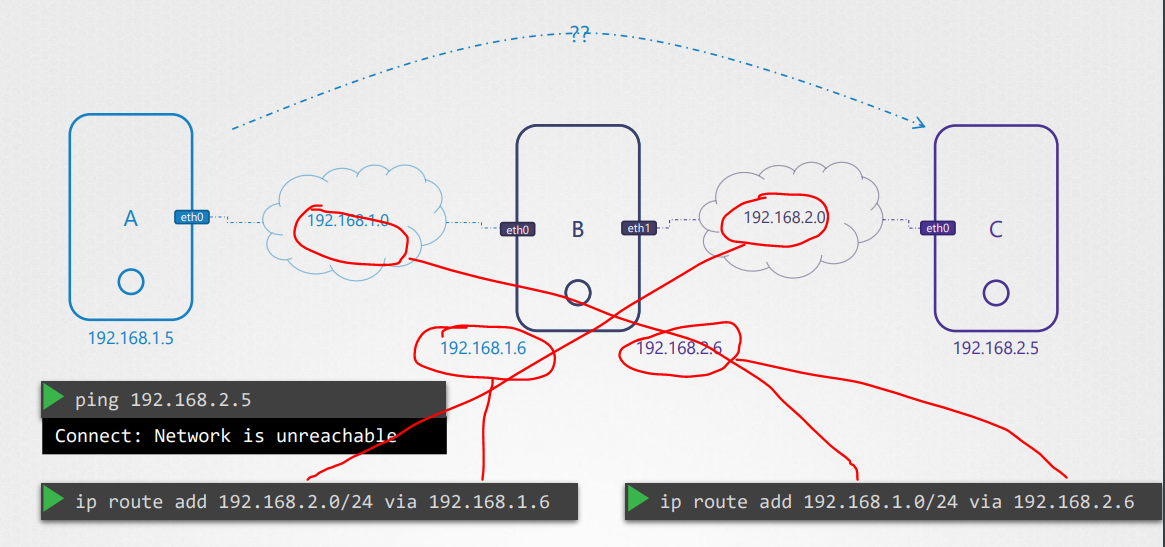 ??
A
eth0
192.168.1.0
eth0
B
eth1
192.168.2.0
eth0
C
192.168.1.5
192.168.1.6
192.168.2.6
192.168.2.5
ping 192.168.2.5
Connect: Network is unreachable
ip route add 192.168.2.0/24 via 192.168.1.6
ip route add 192.168.1.0/24 via 192.168.2.6